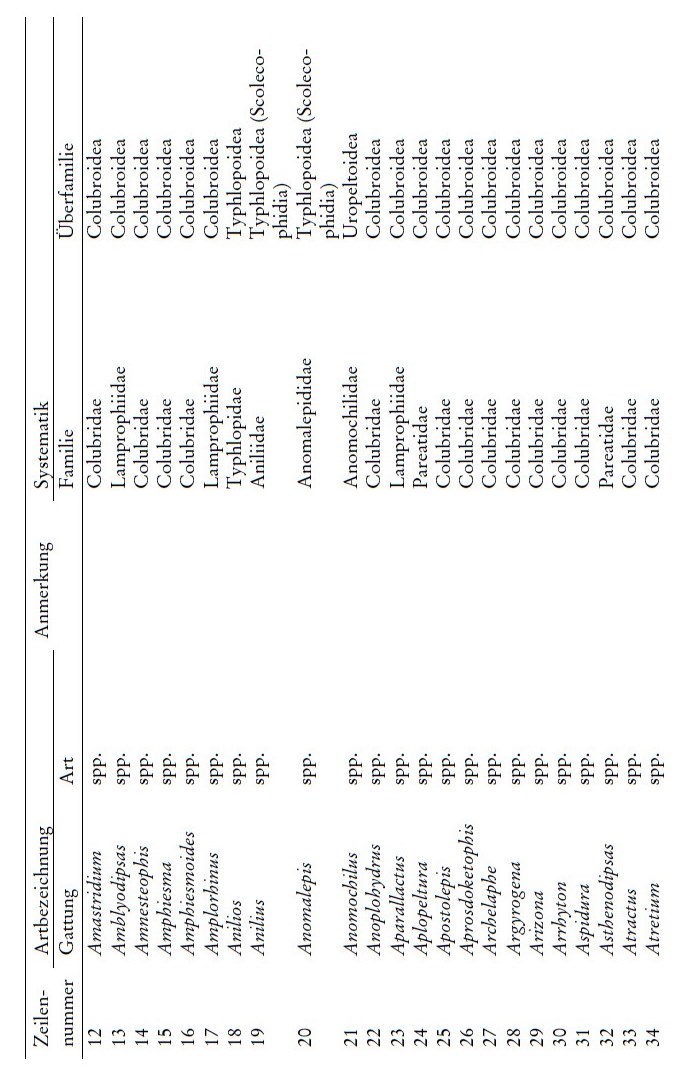 Zeilen- Artbezeichnung Anmerkung Systematik
nummer Gattung Art Familie Überfamilie
12 Amastridium spp. Colubridae Colubroidea
13 Amblyodipsas spp. Lamprophiidae Colubroidea
14 Amnesteophis spp. Colubridae Colubroidea
15 Amphiesma spp. Colubridae Colubroidea
16 Amphiesmoides spp. Colubridae Colubroidea
17 Amplorhinus spp. Lamprophiidae Colubroidea
18 Anilios spp. Typhlopidae Typhlopoidea
19 Anilius spp. Aniliidae Typhlopoidea (Scoleco-
phidia)
20 Anomalepis spp. Anomalepididae Typhlopoidea (Scoleco-
phidia)
21 Anomochilus spp. Anomochilidae Uropeltoidea
22 Anoplohydrus spp. Colubridae Colubroidea
23 Aparallactus spp. Lamprophiidae Colubroidea
24 Aplopeltura spp. Pareatidae Colubroidea
25 Apostolepis spp. Colubridae Colubroidea
26 Aprosdoketophis spp. Colubridae Colubroidea
27 Archelaphe spp. Colubridae Colubroidea
28 Argyrogena spp. Colubridae Colubroidea
29 Arizona spp. Colubridae Colubroidea
30 Arrhyton spp. Colubridae Colubroidea
31 Aspidura spp. Colubridae Colubroidea
32 Asthenodipsas spp. Pareatidae Colubroidea
33 Atractus spp. Colubridae Colubroidea
34 Atretium spp. Colubridae Colubroidea